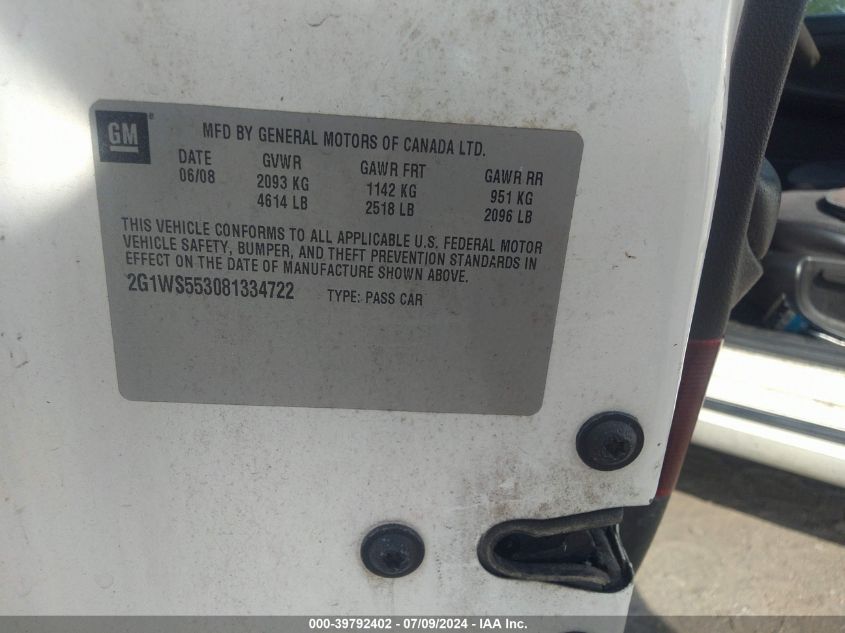 GM
MFD BY GENERAL MOTORS OF CANADA LTD.
DATE GVWR GAWR FRT GAWR RR
06/08 2093 KG 1142 KG 951 KG
4614 LB 2518 LB 2096 LB
THIS VEHICLE CONFORMS TO ALL APPLICABLE U.S. FEDERAL MOTOR
VEHICLE SAFETY, BUMPER, AND THEFT PREVENTION STANDARDS IN
EFFECT ON THE DATE OF MANUFACTURE SHOWN ABOVE.
2G1WS553081334722 TYPE: PASS CAR
000-39792402 - 07/09/2024 - IAA Inc.